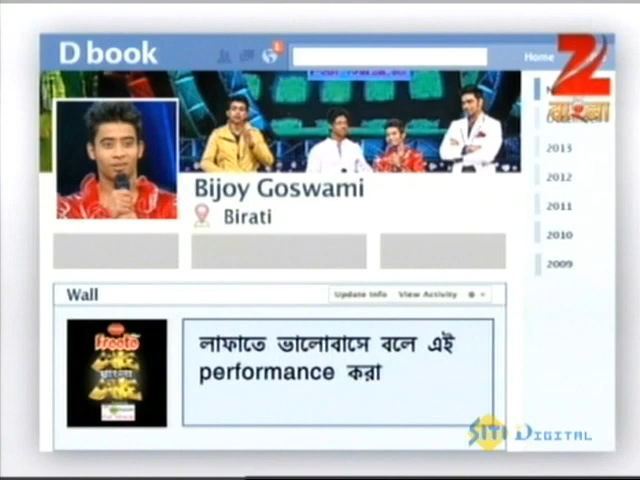 D book
Home
বাংলা
Bijoy Goswami
Birati
2013
2012
2011
2010
2009
Wall
Update Info View Activity
Frooto
লাফাতে ভালোবাসে বলে এই
performance করা
SITI DIGITAL